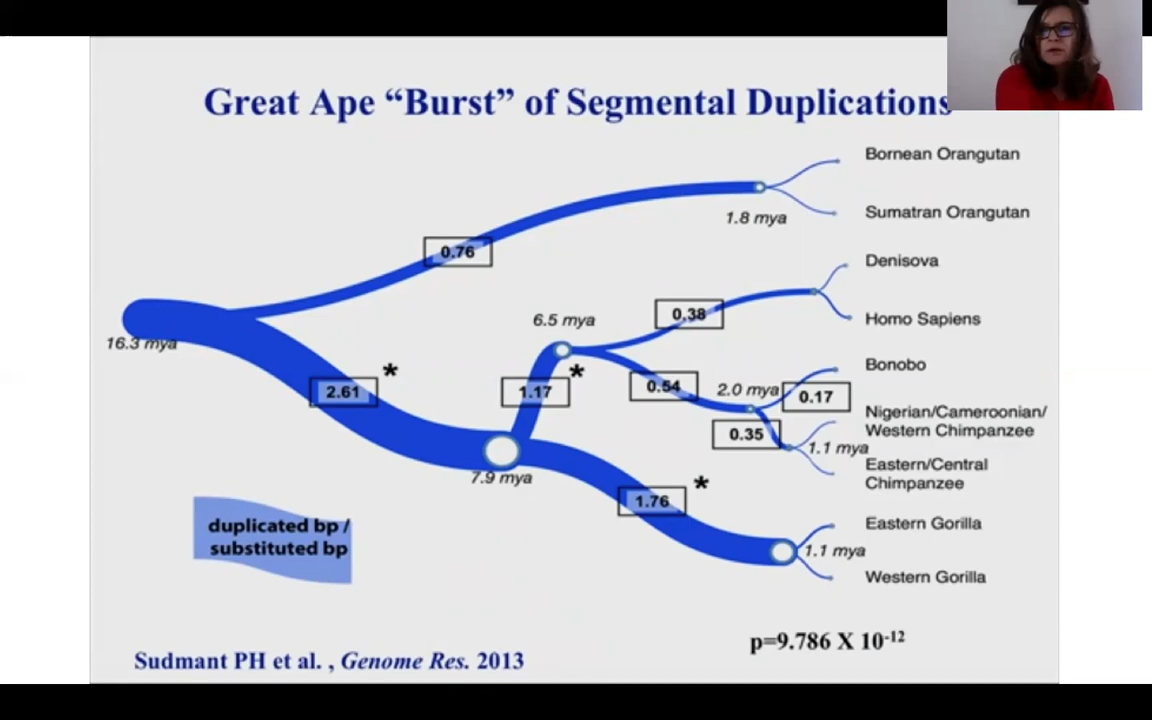 Great Ape “Burst” of Segmental Duplications
Bornean Orangutan
1.8 mya
Sumatran Orangutan
0.76
Denisova
16.3 mya
6.5 mya
0.38
Homo Sapiens
*
2.61
*
1.17
0.54
2.0 mya
Bonobo
0.17
Nigerian/Cameroonian/
Western Chimpanzee
0.35
1.1 mya
Eastern/Central
Chimpanzee
7.9 mya
*
1.76
Eastern Gorilla
1.1 mya
Western Gorilla
duplicated bp /
substituted bp
p=9.786 X 10⁻¹²
Sudmant PH et al. , Genome Res. 2013